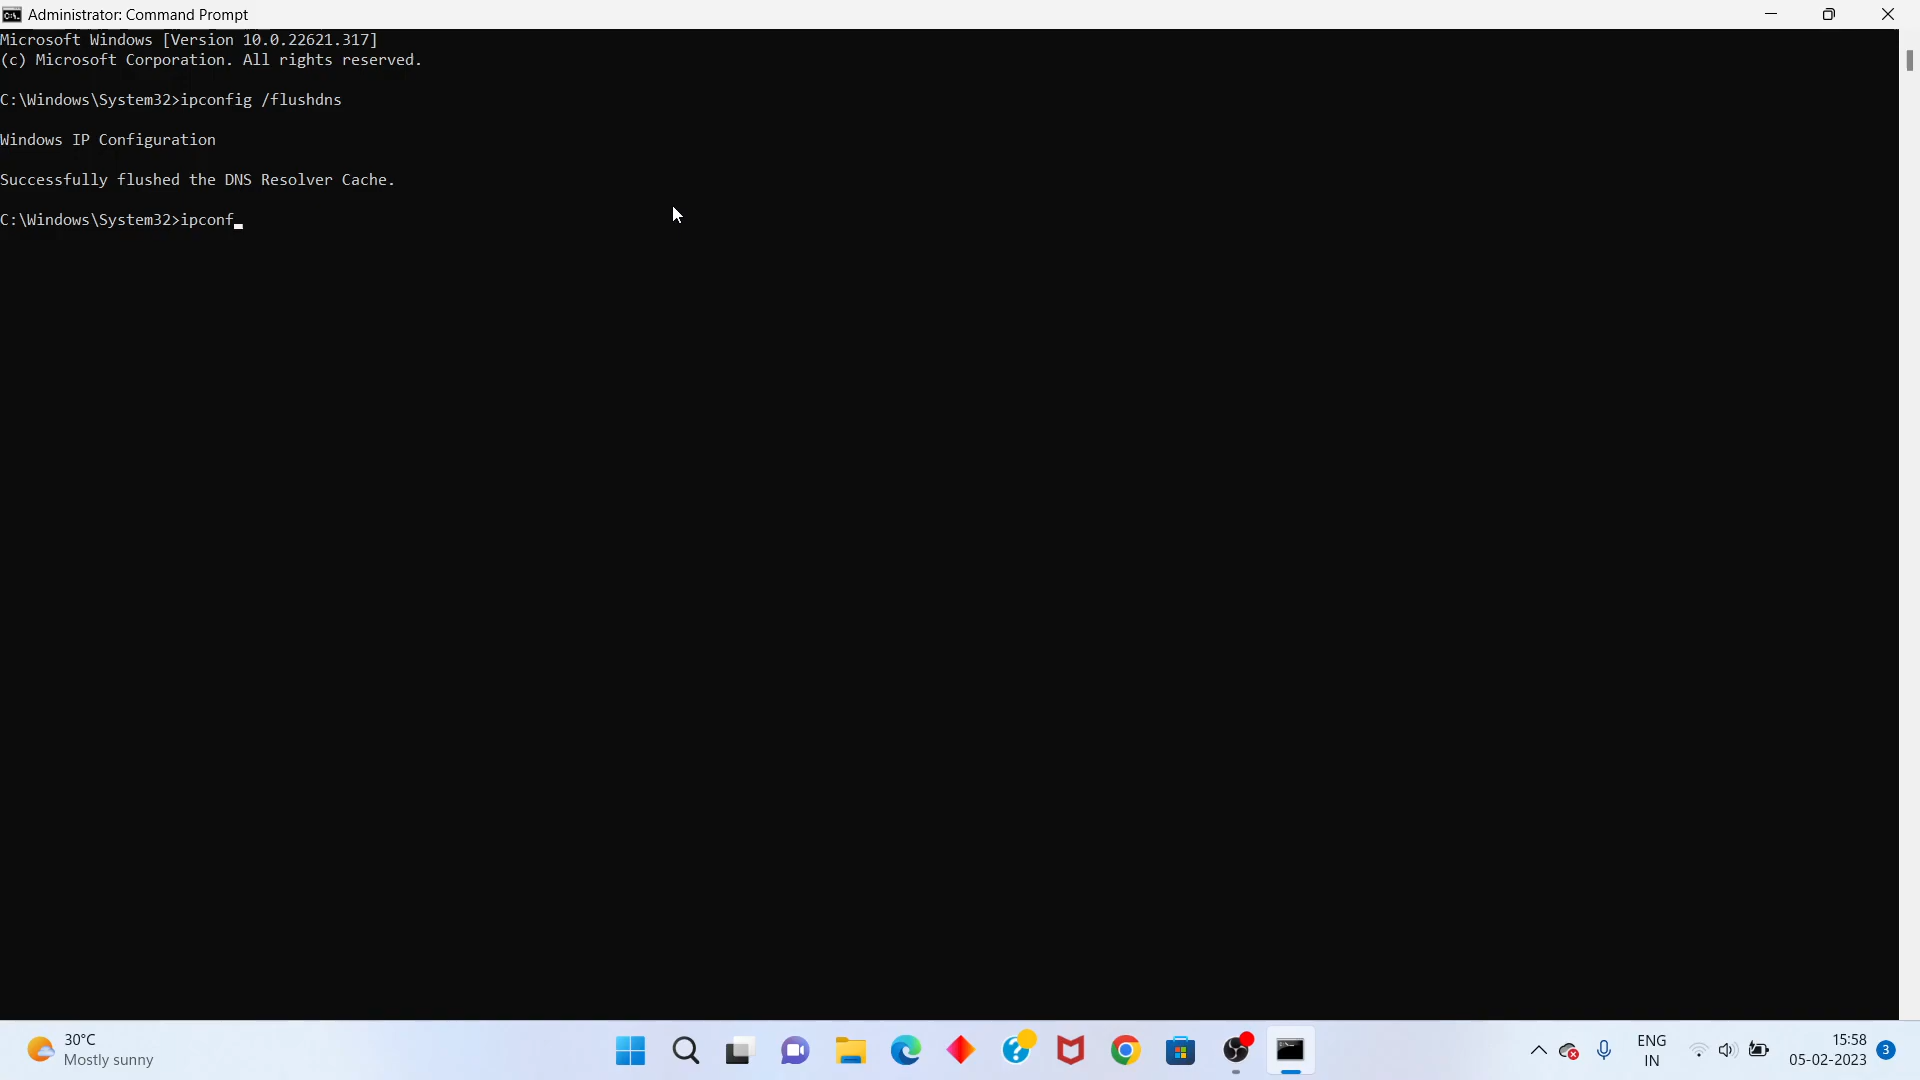 Administrator: Command Prompt
Microsoft Windows [Version 10.0.22621.317]
(c) Microsoft Corporation. All rights reserved.
C:\Windows\System32>ipconfig /flushdns
Windows IP Configuration
Successfully flushed the DNS Resolver Cache.
C:\Windows\System32>ipconf_
30°C
Mostly sunny
ENG
IN
15:58
05-02-2023
3